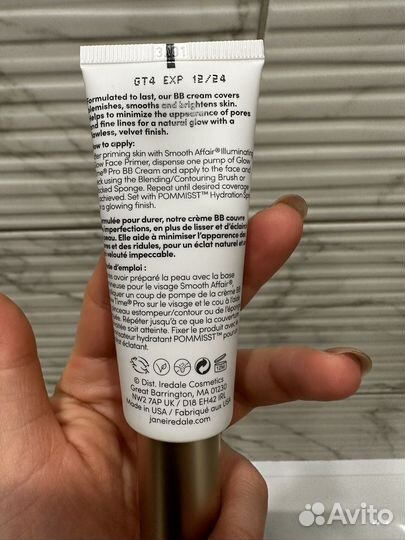 3 01
GT4 EXP 12/24
Formulated to last, our BB cream covers
blemishes, smooths and brightens skin.
Helps to minimize the appearance of pores
and fine lines for a natural glow with a
flawless, velvet finish.
How to apply:
priming skin with Smooth Affair® Illuminating
Glow Face Primer, dispense one pump of Glow
Time® Pro BB Cream and apply to the face and
neck using the Blending/Contouring Brush or
Sponge. Repeat until desired coverage
achieved. Set with POMMISST™ Hydration
glowing finish.
Formulée pour durer, notre crème BB couvre
imperfections, en plus de lisser et d'éclaircir
peau. Elle aide à minimiser l'apparence
et des ridules, pour un éclat naturel et
velouté impeccable.
Mode d'emploi :
avoir préparé la peau avec la base
pour le visage Smooth Affair®,
appliquer un coup de pompe de la crème BB
Time® Pro sur le visage et le cou à l'aide
estompeur/contour ou de l'éponge
Répéter jusqu'à ce que la couverture
soit atteinte. Fixer le produit avec
hydratant POMMISST™ pour un
éclatant.
12M
© Dist. Iredale Cosmetics
Great Barrington, MA 01230
NW2 7AP UK / D18 EH42 IRL
Made in USA / Fabriqué aux USA
janeiredale.com
Avito